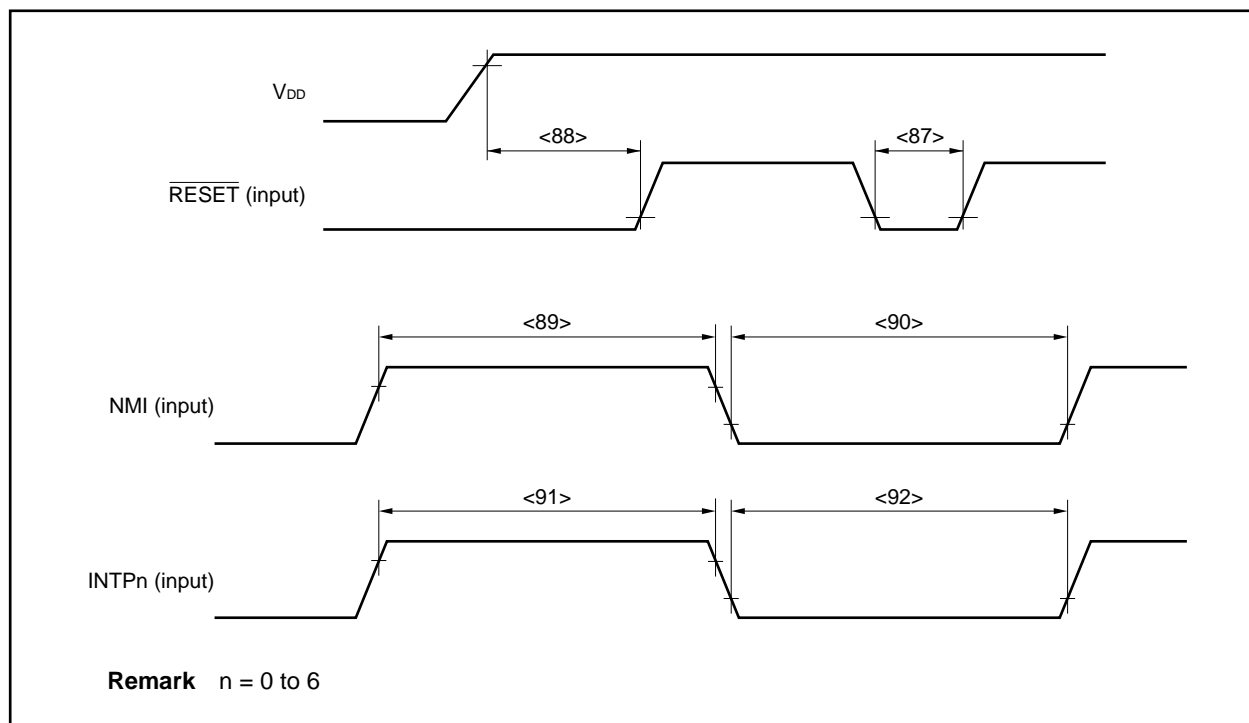 VDD
<88>
<87>
RESET (input)
<89>
<90>
NMI (input)
<91>
<92>
INTPn (input)
Remark n = 0 to 6